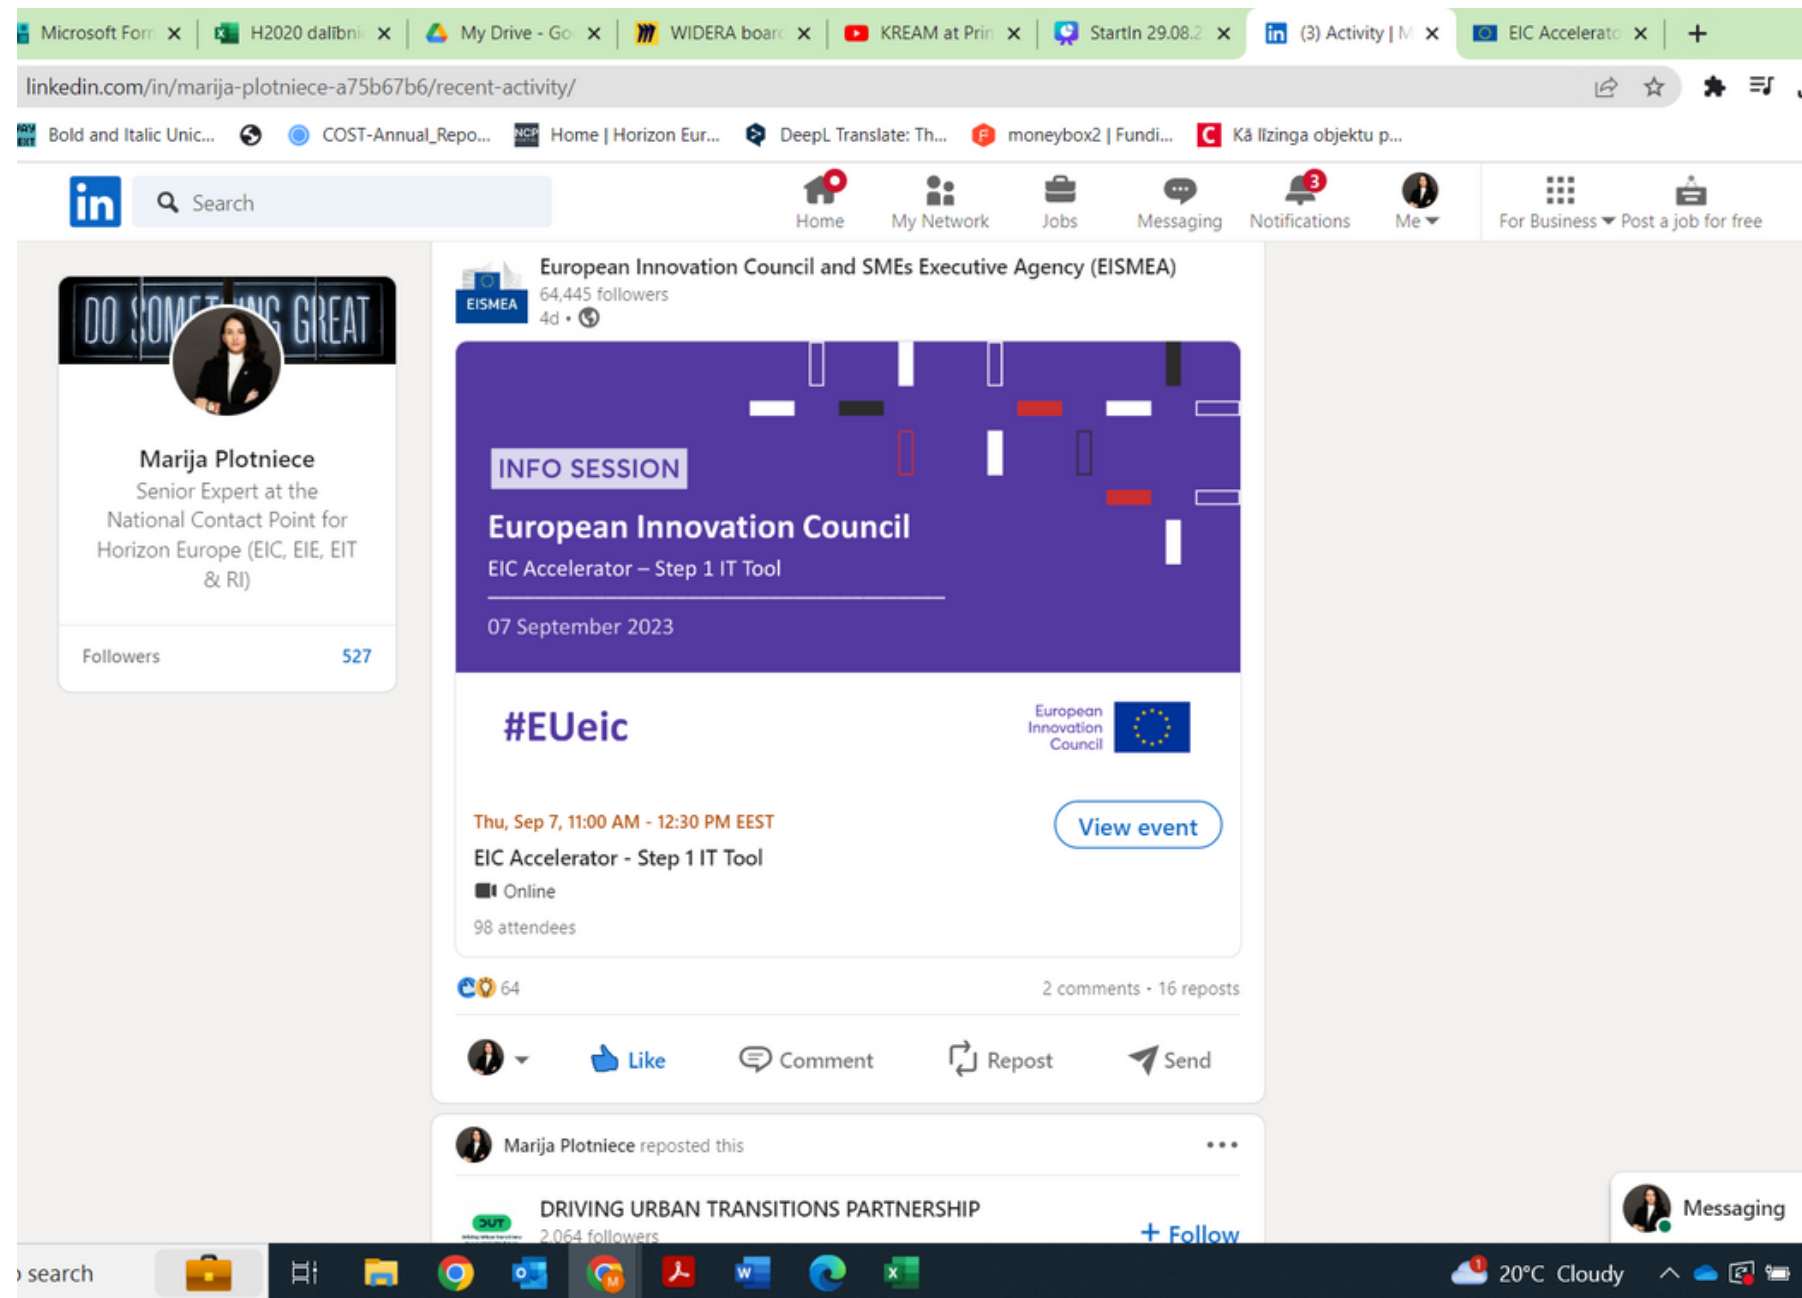 Microsoft Forn
H2020 dalībni
My Drive - Go
WIDERA board
KREAM at Prin
StartIn 29.08.2
(3) Activity | M
EIC Accelerato
linkedin.com/in/marija-plotniece-a75b67b6/recent-activity/
Bold and Italic Unic...
COST-Annual_Repo...
NCP
Home | Horizon Eur...
DeepL Translate: Th...
moneybox2 | Fundi...
Kā līzinga objektu p...
in
Search
Home
My Network
Jobs
Messaging
3
Notifications
Me
For Business
Post a job for free
DO SOMETHING GREAT
Marija Plotniece
Senior Expert at the
National Contact Point for
Horizon Europe (EIC, EIE, EIT
& RI)
Followers 527
EISMEA
European Innovation Council and SMEs Executive Agency (EISMEA)
64,445 followers
4d •
INFO SESSION
European Innovation Council
EIC Accelerator – Step 1 IT Tool
07 September 2023
#EUeic
European
Innovation
Council
Thu, Sep 7, 11:00 AM - 12:30 PM EEST
View event
EIC Accelerator - Step 1 IT Tool
Online
98 attendees
64
2 comments • 16 reposts
Like
Comment
Repost
Send
Marija Plotniece reposted this
DUT
DRIVING URBAN TRANSITIONS PARTNERSHIP
2,064 followers
+ Follow
Messaging
search
1
20°C Cloudy